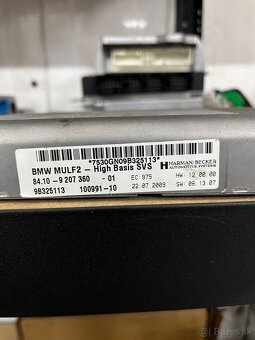 *7530GN09B325113*
BMW MULF2 - High Basis SVS
HARMAN/BECKER
AUTOMOTIVE SYSTEMS
84.10- 9 207 360 - 01 EC 975 HW 12.00.00
9B325113 100991-10 22.07.2009 SW 06.13.07